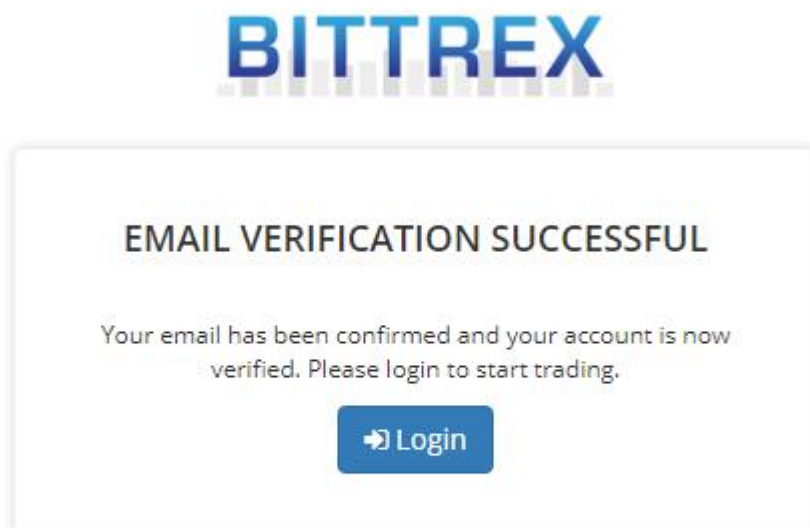 BITTREX
EMAIL VERIFICATION SUCCESSFUL
Your email has been confirmed and your account is now
verified. Please login to start trading.
Login